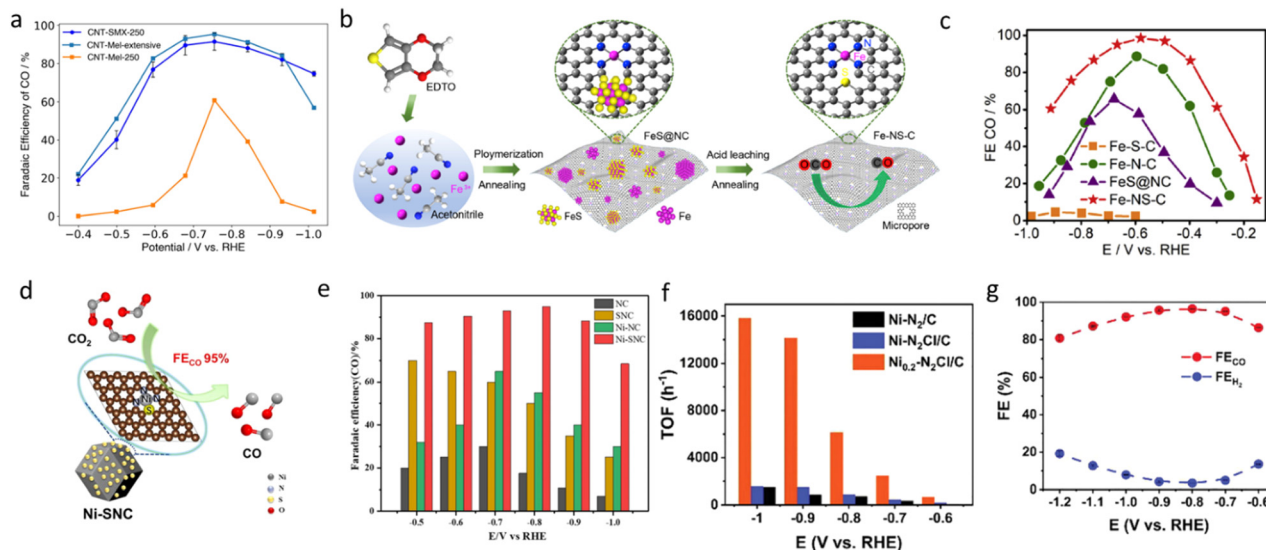 a
Faradaic Efficiency of CO / %
100
80
60
40
20
0
CNT-SMX-250
CNT-Mel-extensive
CNT-Mel-250
−0.4 −0.5 −0.6 −0.7 −0.8 −0.9 −1.0
Potential / V vs. RHE
b
EDTO
Fe3+
Acetonitrile
Ploymerization
Annealing
FeS@NC
N
Fe
S
C
FeS
Fe
Acid leaching
Annealing
Fe-NS-C
OCO
CO
Micropore
c
FE CO / %
100
80
60
40
20
0
Fe-S-C
Fe-N-C
FeS@NC
Fe-NS-C
-1.0 -0.8 -0.6 -0.4 -0.2
E / V vs. RHE
d
CO2
FECO 95%
N
Ni
N
N
S
CO
Ni-SNC
Ni
N
S
O
e
Faradaic efficiency(CO)/%
100
80
60
40
20
0
NC
SNC
Ni-NC
Ni-SNC
-0.5 -0.6 -0.7 -0.8 -0.9 -1.0
E/V vs RHE
f
TOF (h-1)
16000
12000
8000
4000
0
Ni-N2/C
Ni-N2Cl/C
Ni0.2-N2Cl/C
-1 -0.9 -0.8 -0.7 -0.6
E (V vs. RHE)
g
FE (%)
100
80
60
40
20
0
FECO
FEH2
-1.2 -1.1 -1.0 -0.9 -0.8 -0.7 -0.6
E (V vs. RHE)